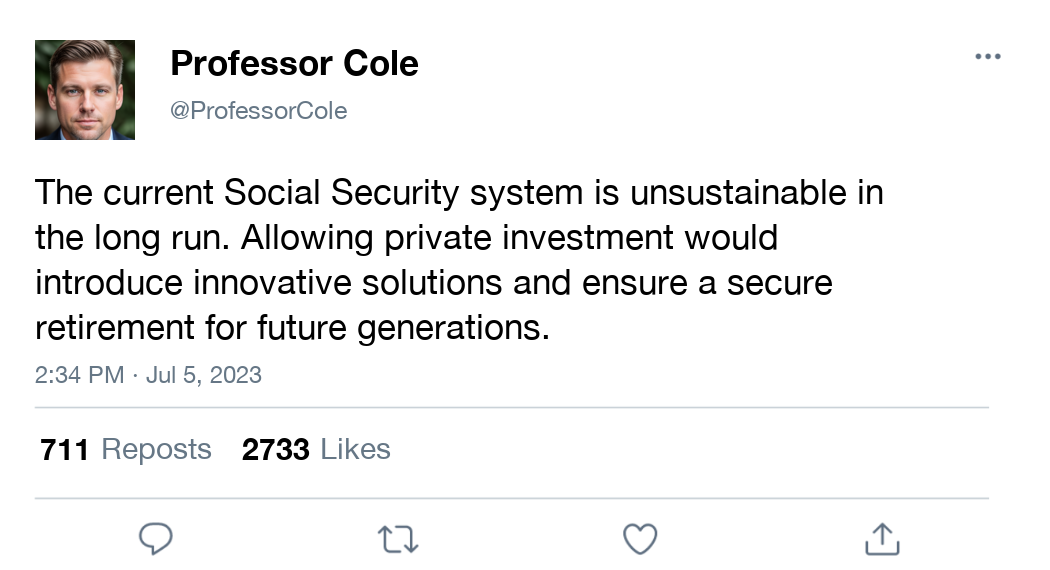 Professor Cole
@ProfessorCole
The current Social Security system is unsustainable in
the long run. Allowing private investment would
introduce innovative solutions and ensure a secure
retirement for future generations.
2:34 PM · Jul 5, 2023
711 Reposts 2733 Likes